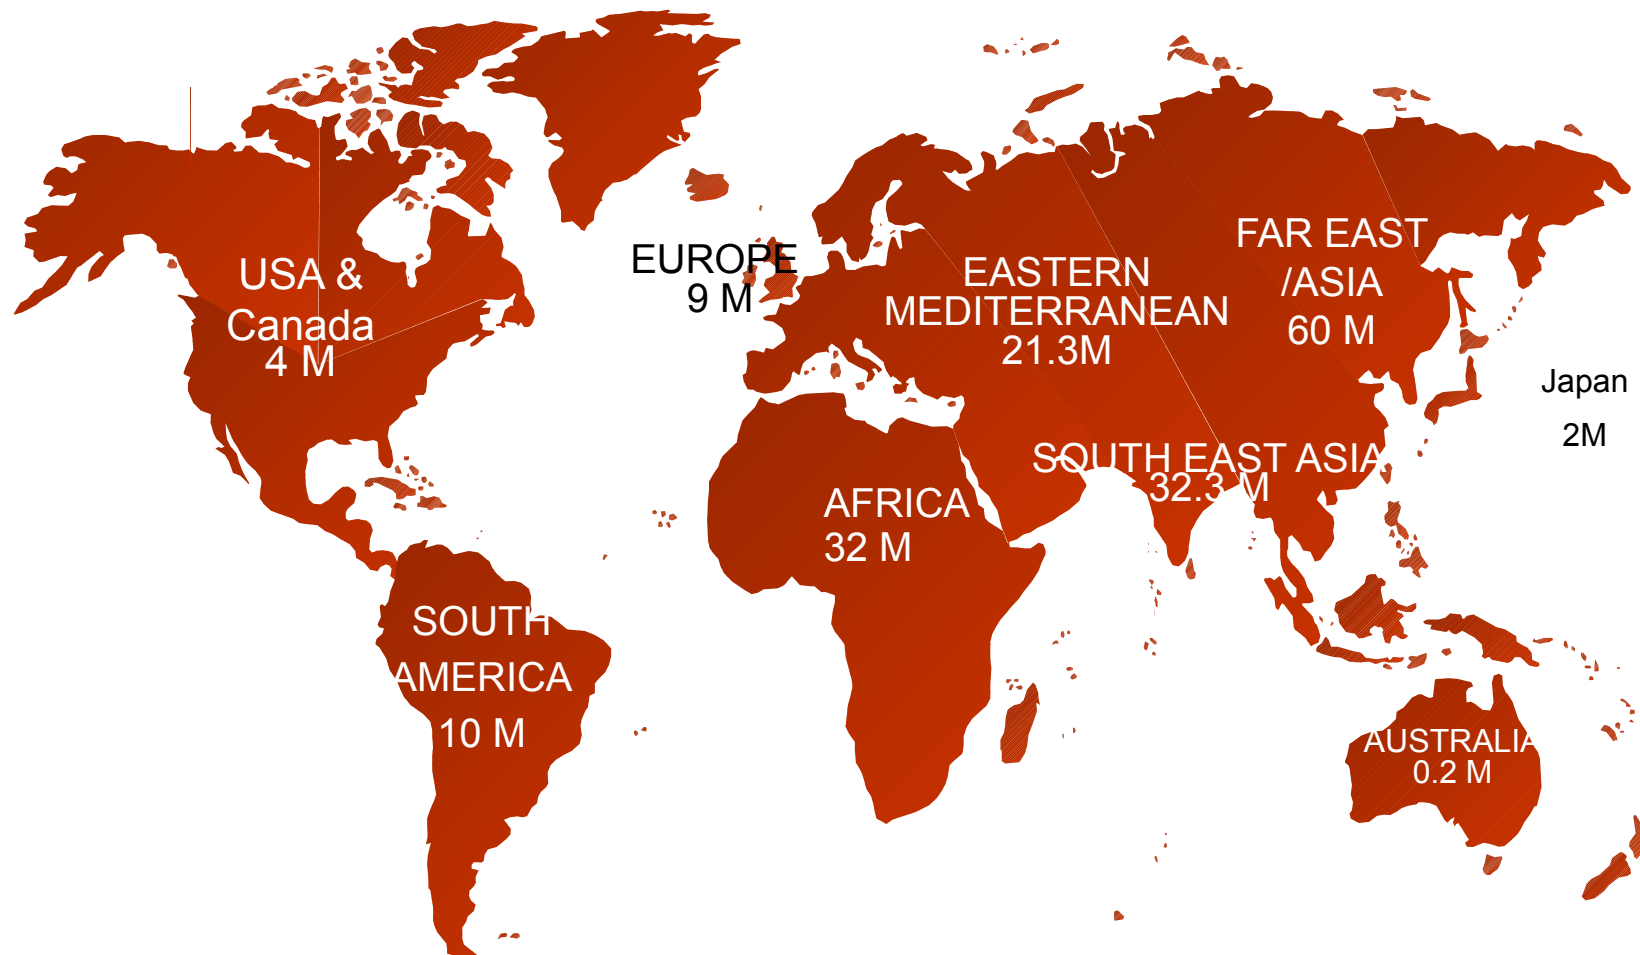 USA &
Canada
4 M
EUROPE
9 M
EASTERN
MEDITERRANEAN
21.3M
FAR EAST
/ASIA
60 M
Japan
2M
SOUTH EAST ASIA
32.3 M
AFRICA
32 M
SOUTH
AMERICA
10 M
AUSTRALIA
0.2 M